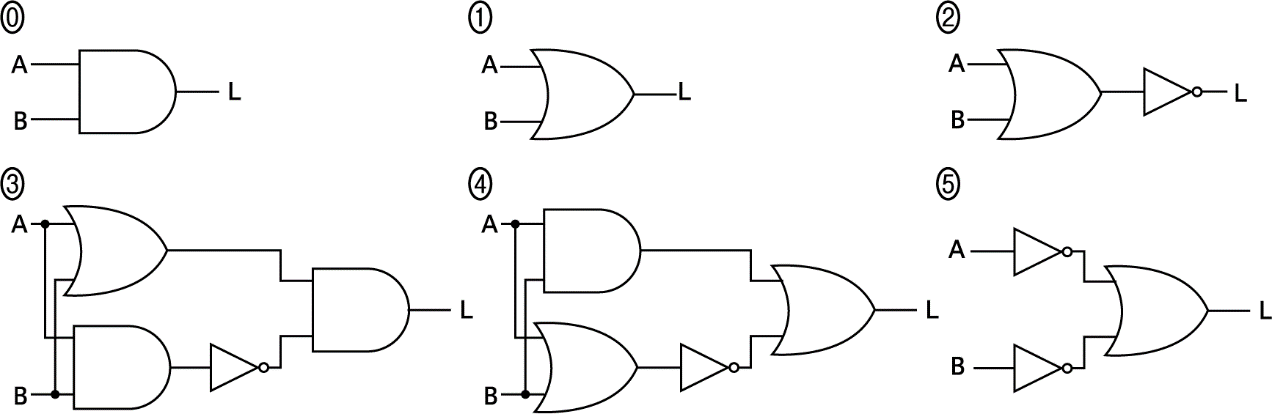 ⓪ ① ②
A A A
L L L
B B B
③ ④ ⑤
A A A
L L L
B B B